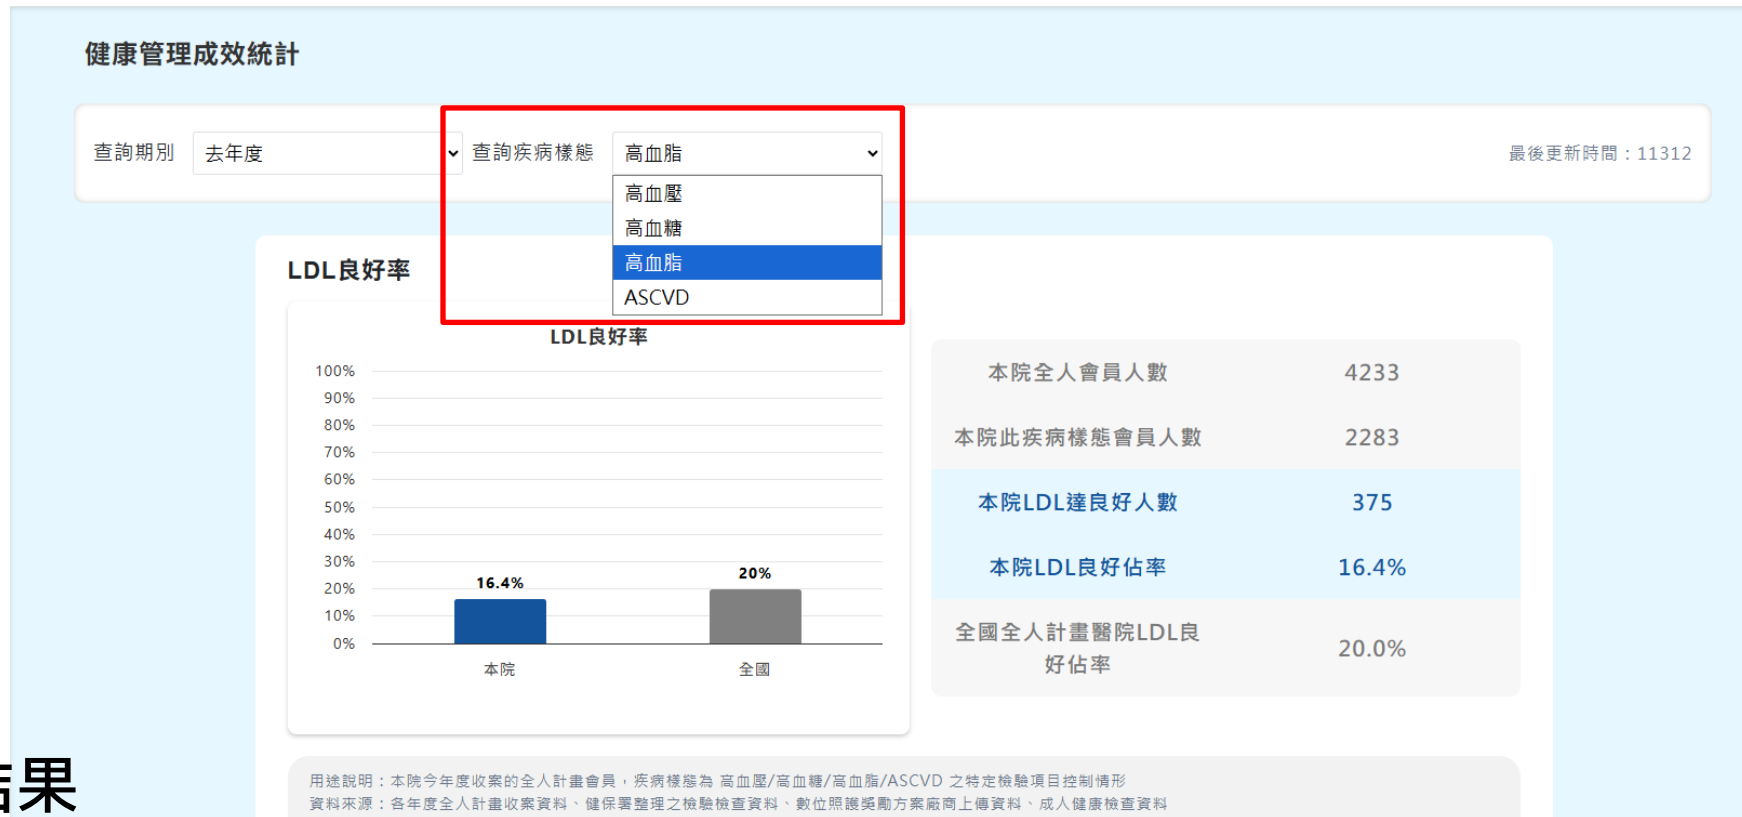 健康管理成效統計
查詢期別 去年度 查詢疾病樣態 高血脂 最後更新時間：11312
高血壓
高血糖
高血脂
ASCVD
LDL良好率
LDL良好率
100%
90%
80%
70%
60%
50%
40%
30%
20%
10%
0%
16.4%
20%
本院
全國
本院全人會員人數 4233
本院此疾病樣態會員人數 2283
本院LDL達良好人數 375
本院LDL良好佔率 16.4%
全國全人計畫醫院LDL良
好佔率 20.0%
用途說明：本院今年度收案的全人計畫會員，疾病樣態為 高血壓/高血糖/高血脂/ASCVD 之特定檢驗項目控制情形
資料來源：各年度全人計畫收案資料、健保署整理之檢驗檢查資料、數位照護獎勵方案廠商上傳資料、成人健康檢查資料
果